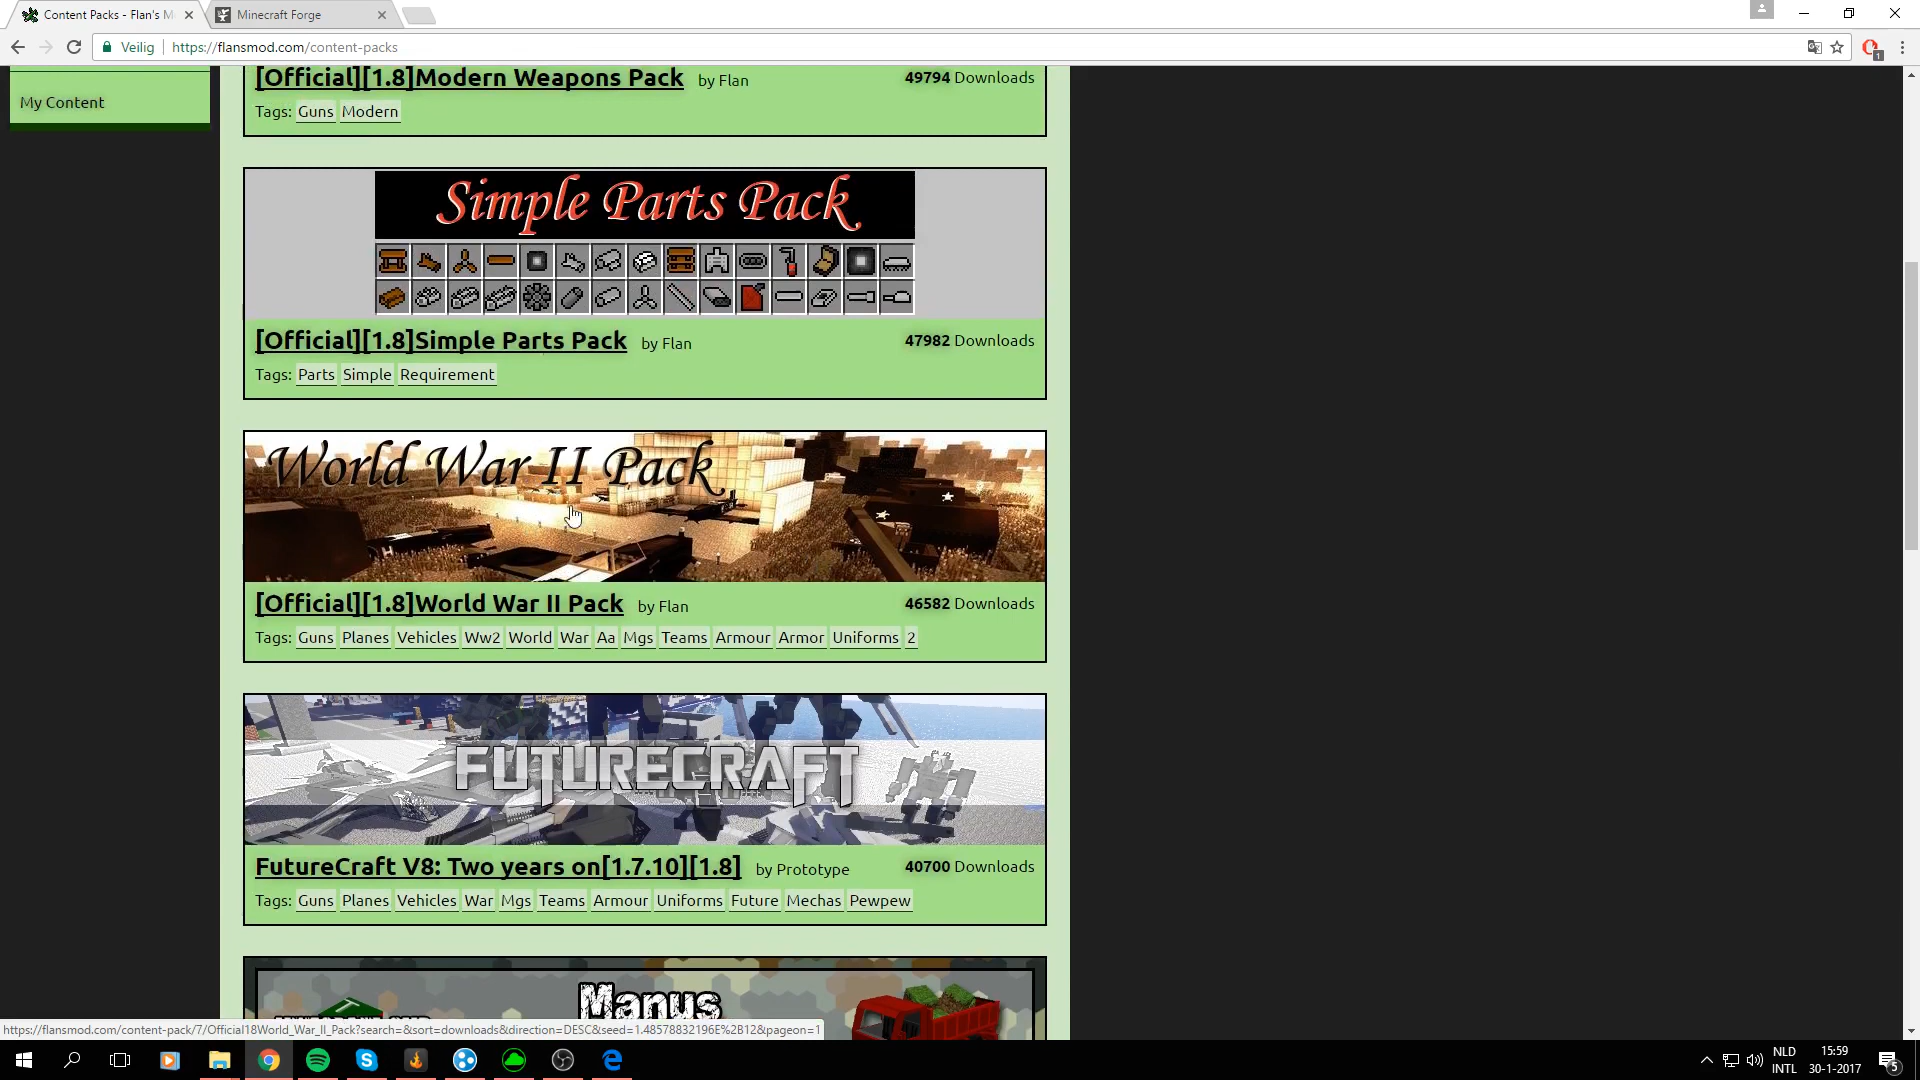 Content Packs - Flan's M
Minecraft Forge
Veilig
https://flansmod.com/content-packs
1
My Content
[Official][1.8]Modern Weapons Pack by Flan 49794 Downloads
Tags: Guns Modern
Simple Parts Pack
[Official][1.8]Simple Parts Pack by Flan 47982 Downloads
Tags: Parts Simple Requirement
World War II Pack
[Official][1.8]World War II Pack by Flan 46582 Downloads
Tags: Guns Planes Vehicles Ww2 World War Aa Mgs Teams Armour Armor Uniforms 2
FUTURECRAFT
FutureCraft V8: Two years on[1.7.10][1.8] by Prototype 40700 Downloads
Tags: Guns Planes Vehicles War Mgs Teams Armour Uniforms Future Mechas Pewpew
Manus
https://flansmod.com/content-pack/7/Official18World_War_II_Pack?search=&sort=downloads&direction=DESC&seed=1.48578832196E%2B12&pageon=1
NLD
INTL
15:59
30-1-2017
5